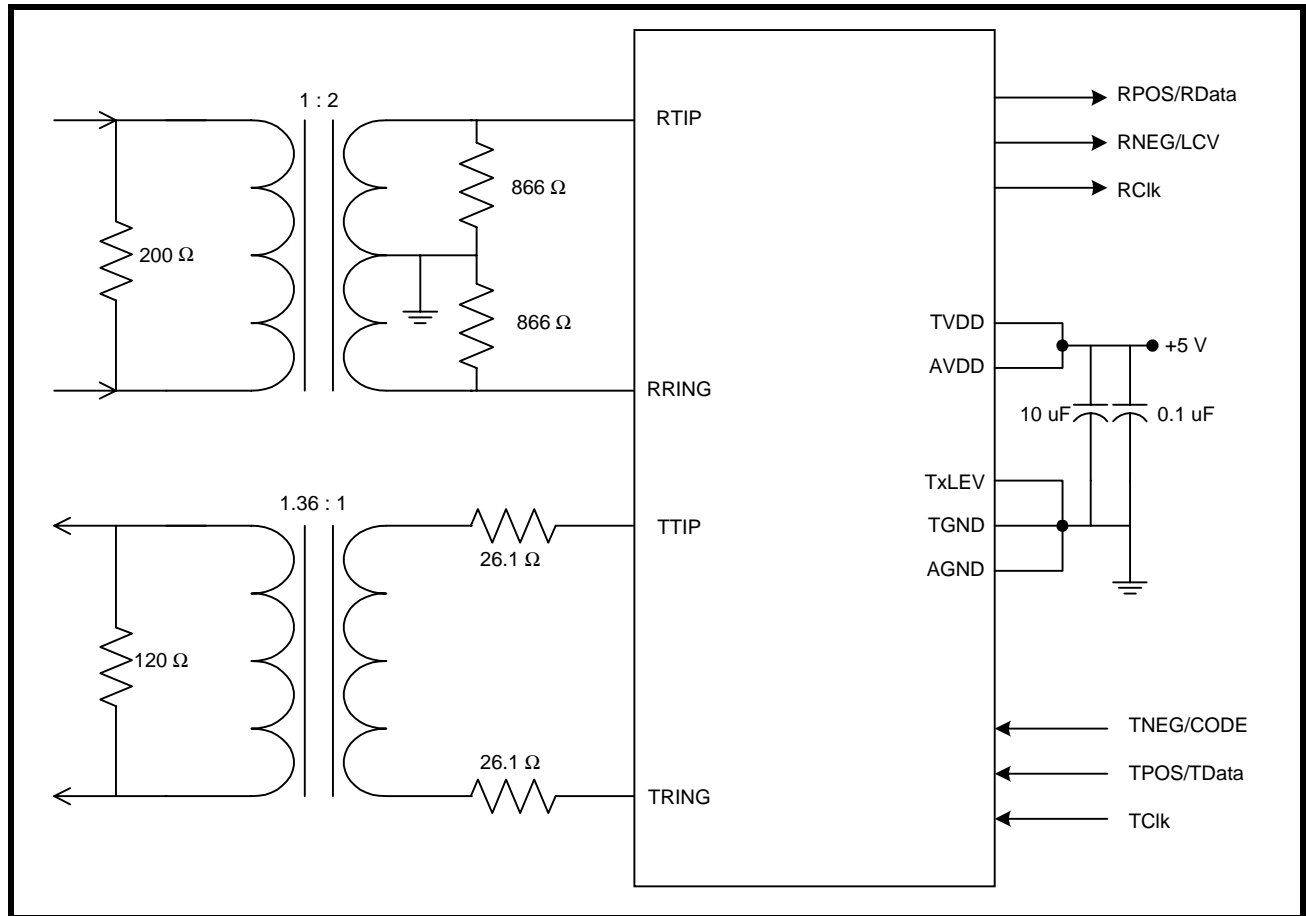 1 : 2
RTIP
866 Ω
200 Ω
866 Ω
RRING
1.36 : 1
TTIP
26.1 Ω
120 Ω
26.1 Ω
TRING
RPOS/RData
RNEG/LCV
RClk
TVDD
AVDD
+5 V
10 uF
0.1 uF
TxLEV
TGND
AGND
TNEG/CODE
TPOS/TData
TClk